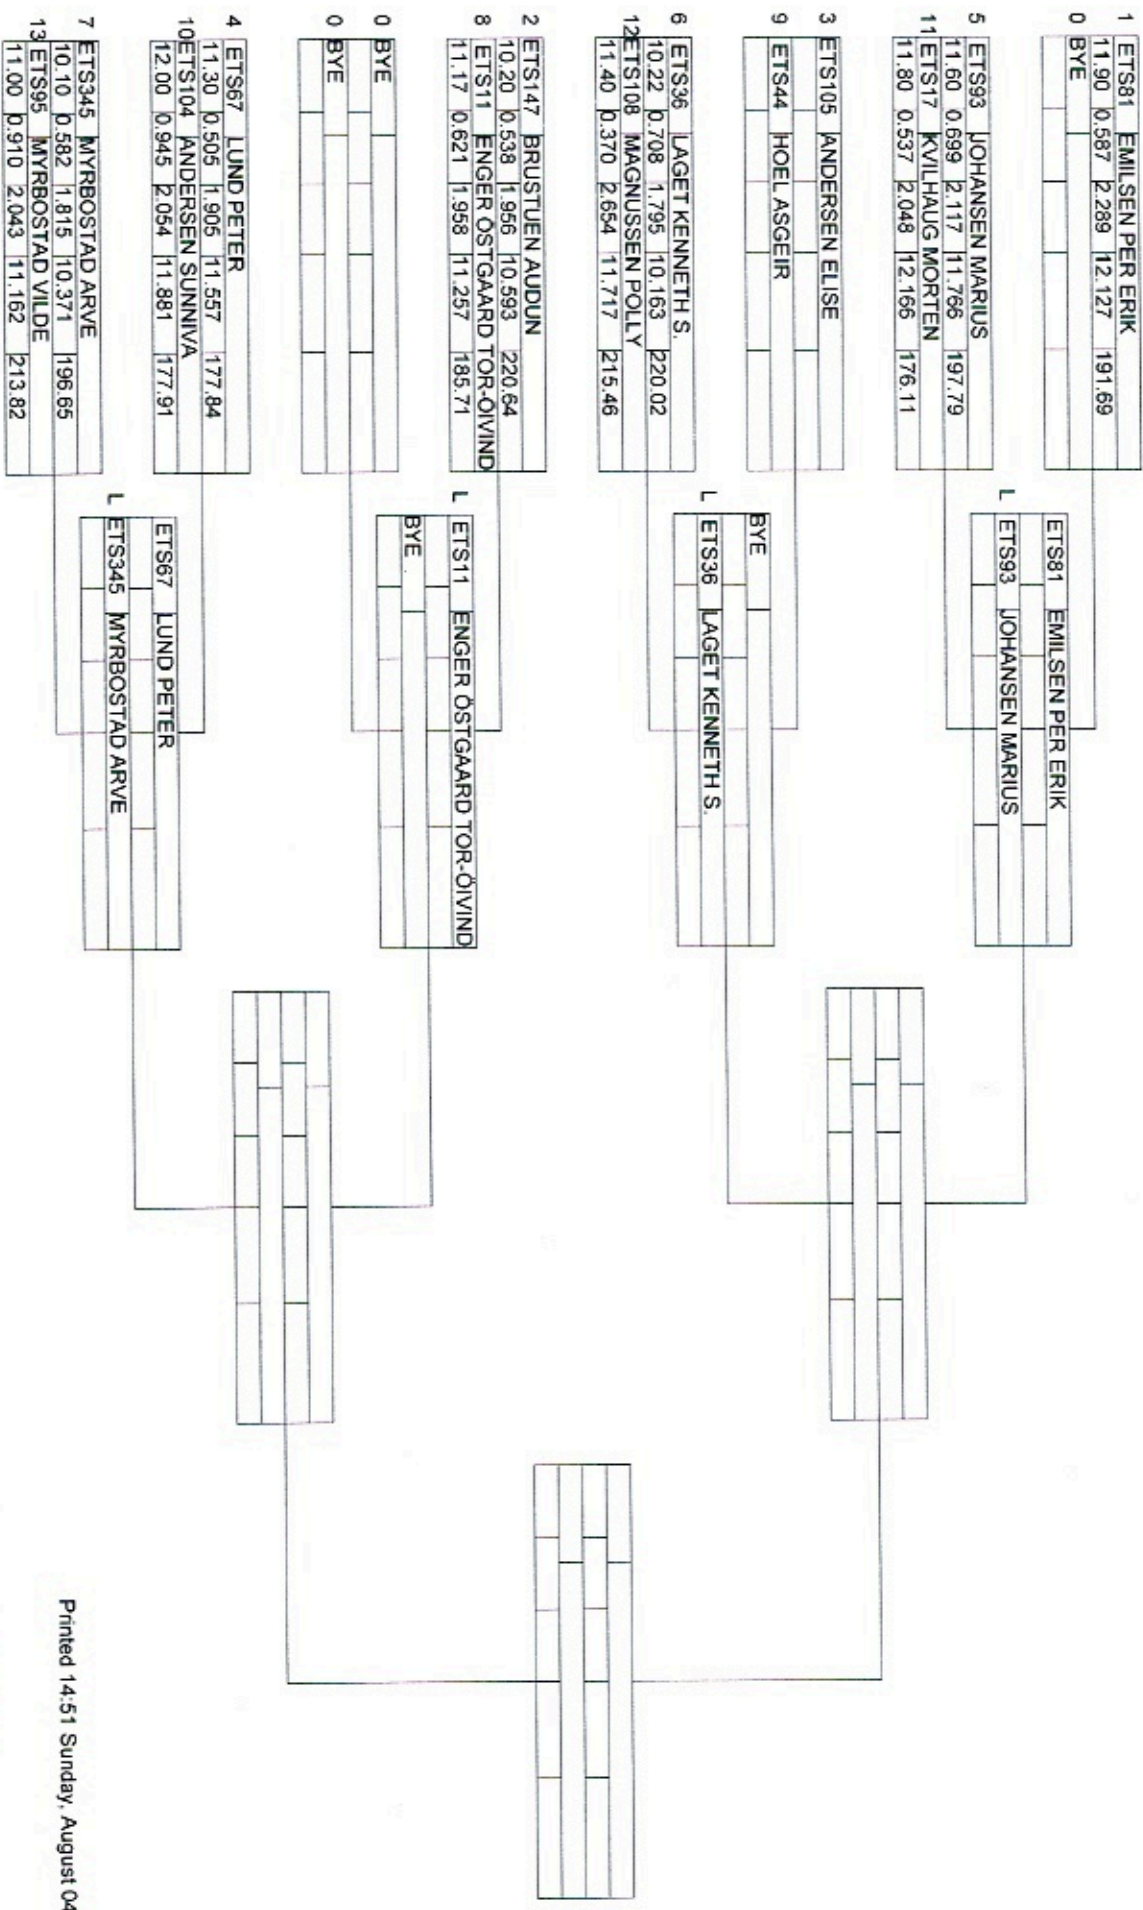 1 ETS81 EMILSEN PER ERIK
11.90 0.587 2.289 12.127 191.69
0 BYE
5 ETS93 JOHANSEN MARIUS
11.60 0.699 2.117 11.766 197.79
11 ETS17 KVILHAUG MORTEN
11.80 0.537 2.048 12.166 176.11
3 ETS105 ANDERSEN ELISE
9 ETS44 HOEL ASGEIR
6 ETS36 LAGET KENNETH S.
10.22 0.708 1.795 10.163 220.02
12 ETS108 MAGNUSSEN POLLY
11.40 0.370 2.654 11.717 215.46
2 ETS147 BRUSTUEN AUDUN
10.20 0.538 1.956 10.593 220.64
8 ETS11 ENGER ÖSTGAARD TOR-ÖIVIND
11.17 0.621 1.958 11.257 185.71
0 BYE
0 BYE
4 ETS67 LUND PETER
11.30 0.505 1.905 11.557 177.84
10 ETS104 ANDERSEN SUNNIVA
12.00 0.945 2.054 11.881 177.91
7 ETS345 MYRBOSTAD ARVE
10.10 0.582 1.815 10.371 196.65
13 ETS95 MYRBOSTAD VILDE
11.00 0.910 2.043 11.162 213.82
ETS81 EMILSEN PER ERIK
L ETS93 JOHANSEN MARIUS
BYE
L ETS36 LAGET KENNETH S.
L ETS11 ENGER ÖSTGAARD TOR-ÖIVIND
BYE
ETS67 LUND PETER
L ETS345 MYRBOSTAD ARVE
Printed 14:51 Sunday, August 04